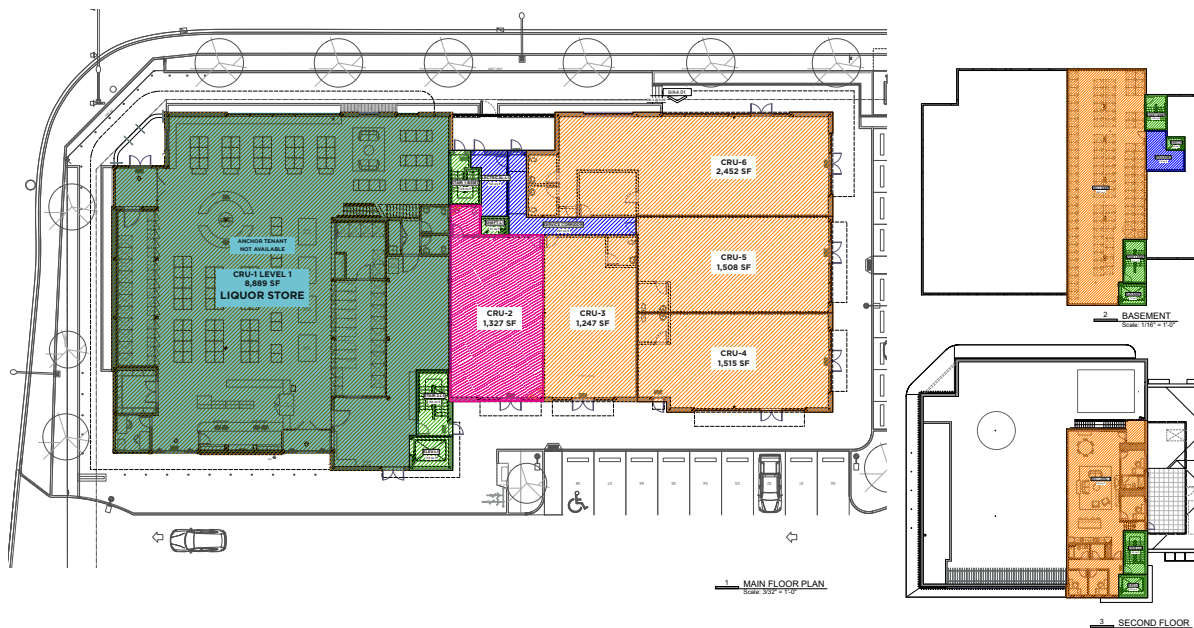 9/A4.01
CRU-6
2,452 SF
ANCHOR TENANT
NOT AVAILABLE
CRU-1 LEVEL 1
8,889 SF
LIQUOR STORE
CRU-5
1,508 SF
CRU-2
1,327 SF
CRU-3
1,247 SF
CRU-4
1,515 SF
1 MAIN FLOOR PLAN
Scale: 3/32" = 1'-0"
2 BASEMENT
Scale: 1/16" = 1'-0"
3 SECOND FLOOR